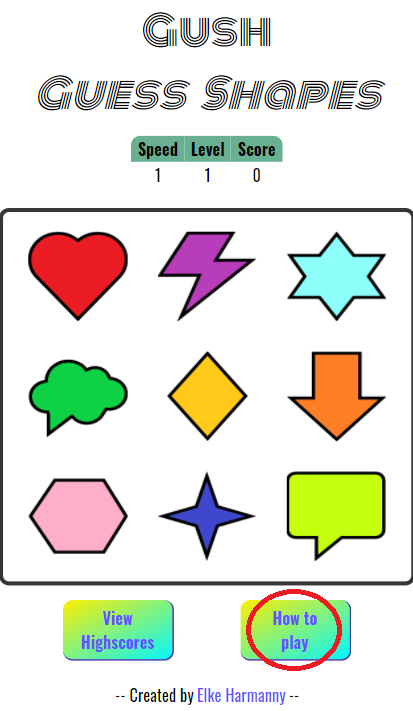 Gush
Guess Shapes
Speed Level Score
1 1 0
View
Highscores
How to
play
-- Created by Elke Harmanny --